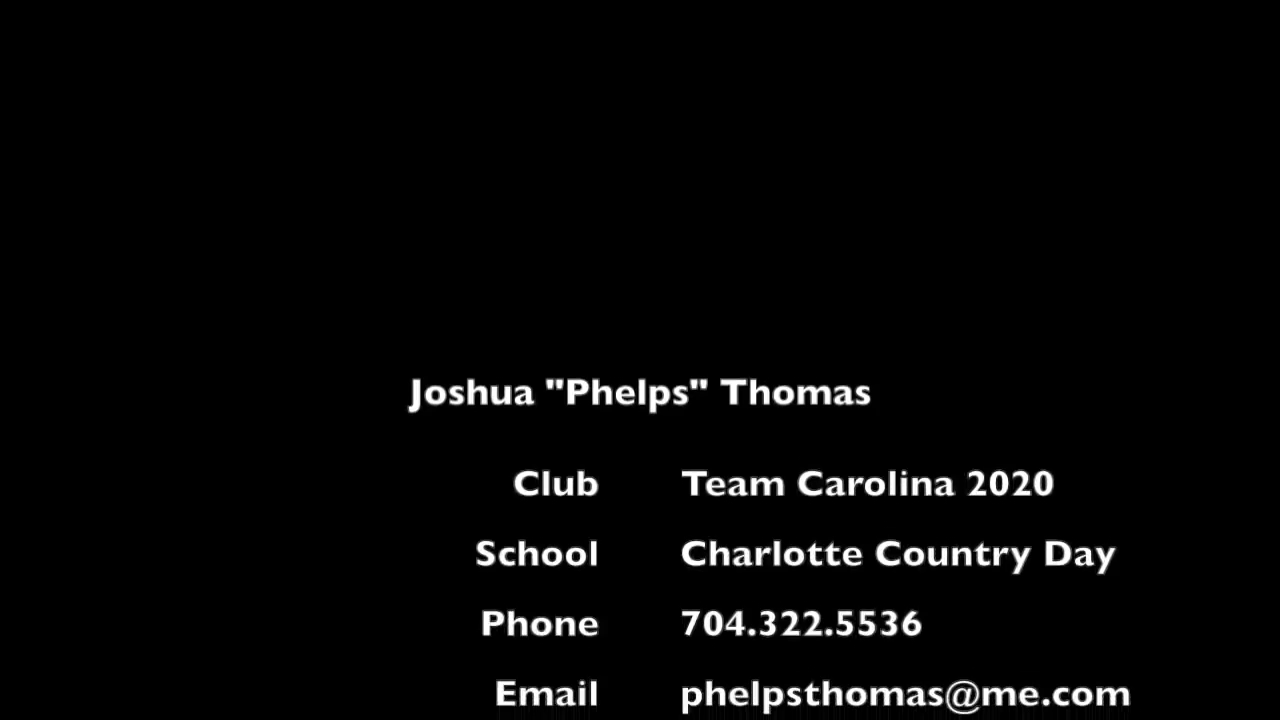 Joshua "Phelps" Thomas
Club Team Carolina 2020
School Charlotte Country Day
Phone 704.322.5536
Email phelpsthomas@me.com